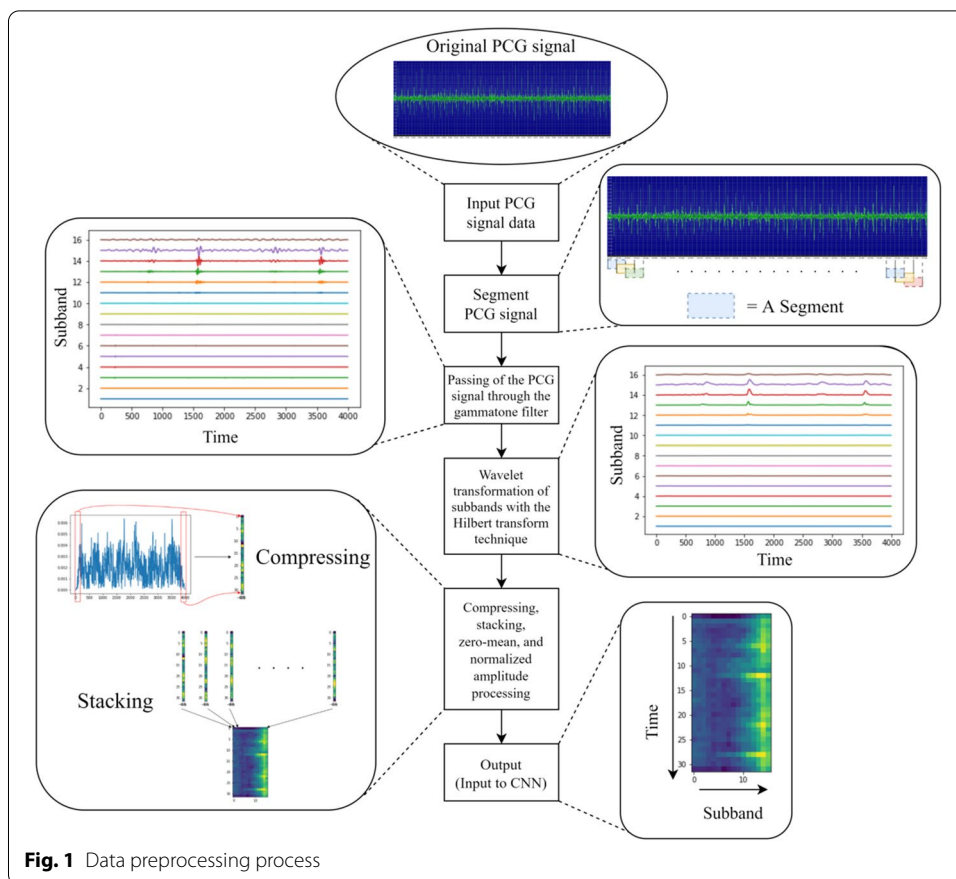 Original PCG signal
Input PCG
signal data
= A Segment
Segment
PCG signal
Subband
16
14
12
10
8
6
4
2
0 500 1000 1500 2000 2500 3000 3500 4000
Time
Passing of the PCG
signal through the
gammatone filter
Subband
16
14
12
10
8
6
4
2
0 500 1000 1500 2000 2500 3000 3500 4000
Time
Wavelet
transformation of
subbands with the
Hilbert transform
technique
Compressing
Stacking
Compressing,
stacking,
zero-mean, and
normalized
amplitude
processing
Output
(Input to CNN)
Time
0
5
10
15
20
25
30
0 10
Subband
Fig. 1 Data preprocessing process